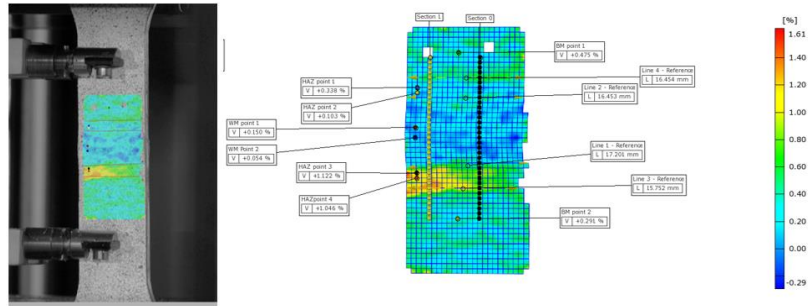 Section 1
Section 0
[%]
1.61
1.40
1.20
1.00
0.80
0.60
0.40
0.20
0.00
-0.29
BM point 1
V +0.475 %
Line 4 - Reference
L 16.454 mm
HAZ point 1
V +0.338 %
Line 2 - Reference
L 16.453 mm
HAZ point 2
V +0.103 %
WM point 1
V +0.150 %
WM Point 2
V +0.054 %
Line 1 - Reference
L 17.201 mm
HAZ point 3
V +1.122 %
Line 3 - Reference
L 15.752 mm
HAZpoint 4
V +1.046 %
BM point 2
V +0.291 %